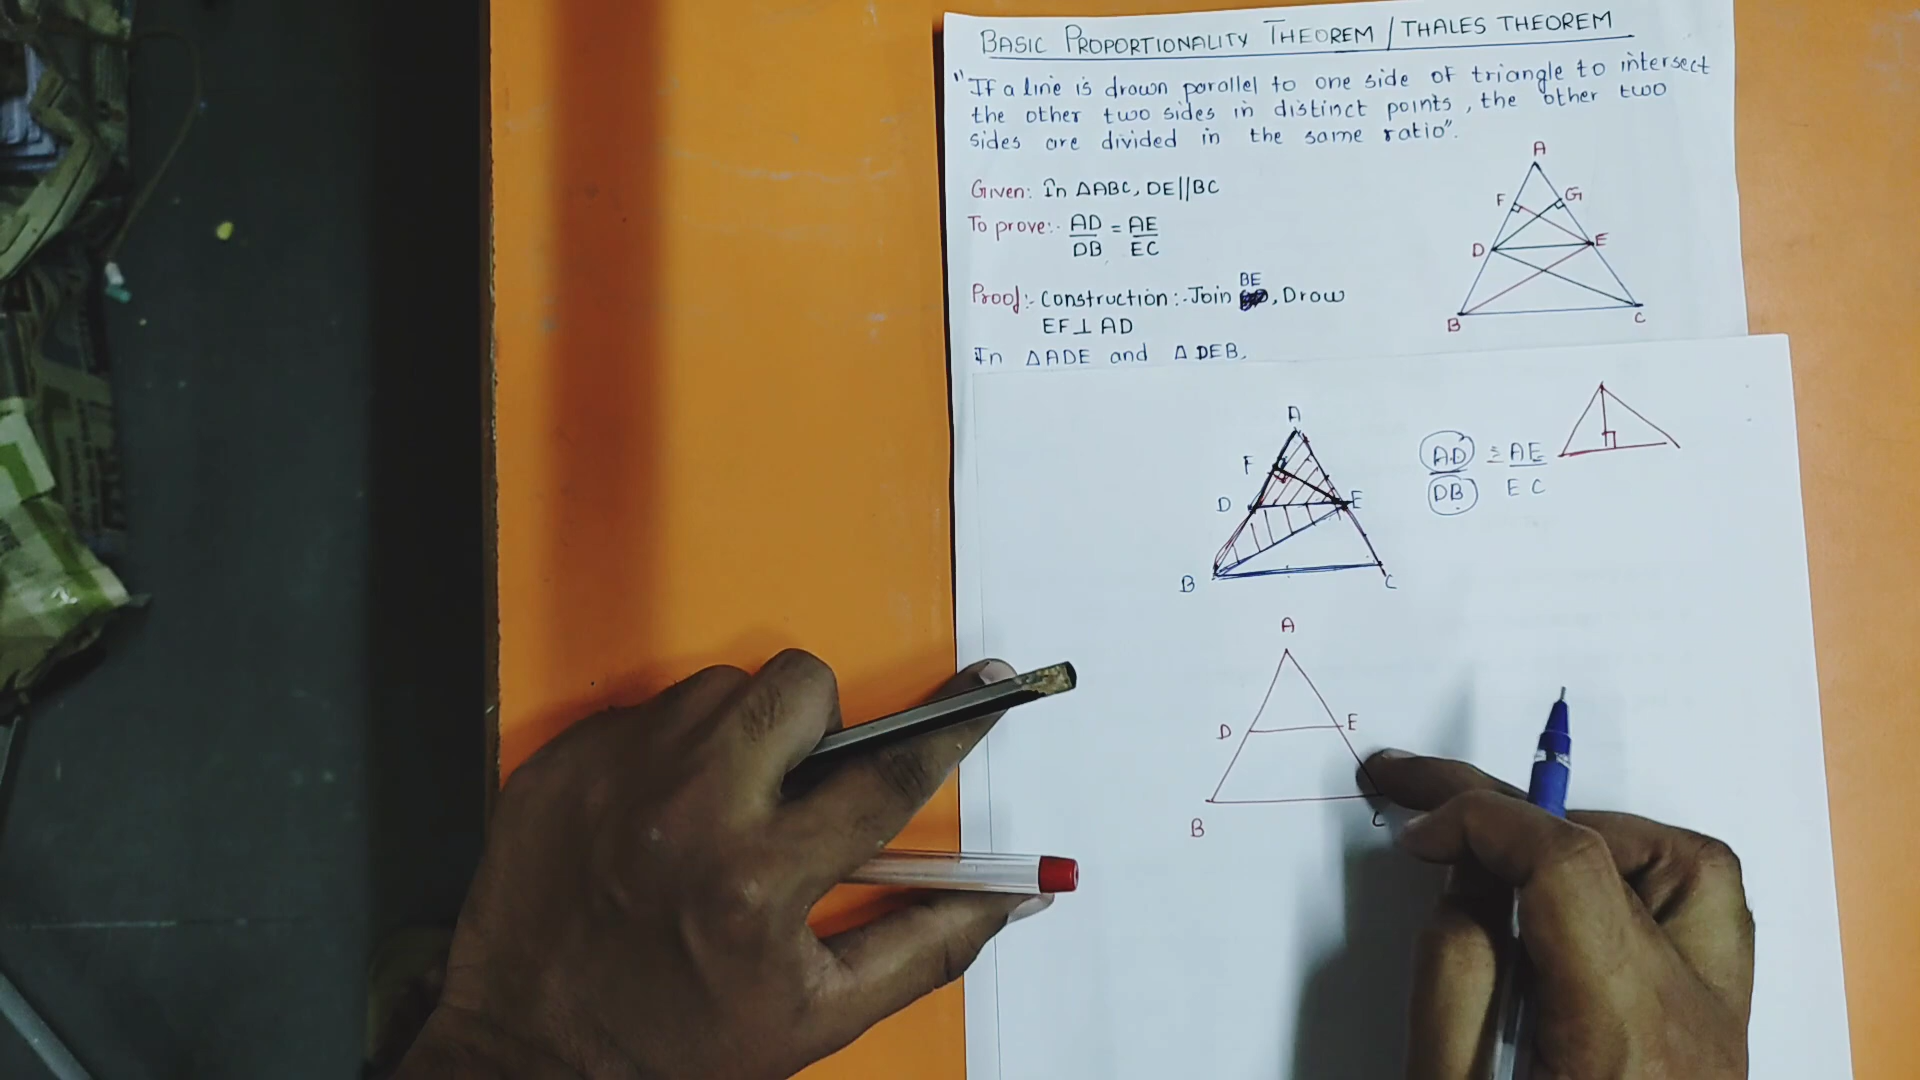 BASIC PROPORTIONALITY THEOREM / THALES THEOREM
"If a line is drawn parallel to one side of triangle to intersect
the other two sides in distinct points, the other two
sides are divided in the same ratio".
Given: In ΔABC, DE||BC
To prove:- AD/DB = AE/EC
BE
Proof:- Construction:- Join , Draw
EF⊥AD
In ΔADE and ΔDEB,
A
F G
D E
B C
A
F
D E
B C
AD/DB = AE/EC
A
D E
B C